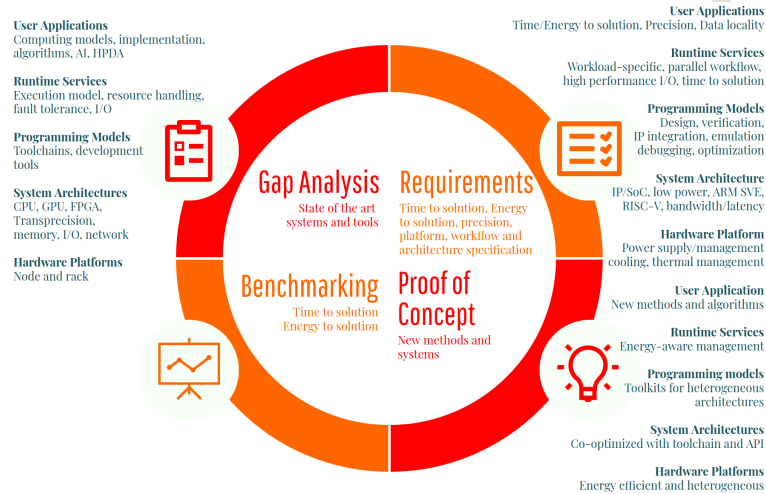 User Applications
Computing models, implementation,
algorithms, AI, HPDA
Runtime Services
Execution model, resource handling,
fault tolerance, I/O
Programming Models
Toolchains, development
tools
System Architectures
CPU, GPU, FPGA,
Transprecision,
memory, I/O, network
Hardware Platforms
Node and rack
Gap Analysis
State of the art
systems and tools
Requirements
Time to solution, Energy
to solution, precision,
platform, workflow and
architecture specification
Benchmarking
Time to solution
Energy to solution
Proof of
Concept
New methods and
systems
User Applications
Time/Energy to solution, Precision, Data locality
Runtime Services
Workload-specific, parallel workflow,
high performance I/O, time to solution
Programming Models
Design, verification,
IP integration, emulation
debugging, optimization
System Architecture
IP/SoC, low power, ARM SVE,
RISC-V, bandwidth/latency
Hardware Platform
Power supply/management
cooling, thermal management
User Application
New methods and algorithms
Runtime Services
Energy-aware management
Programming models
Toolkits for heterogeneous
architectures
System Architectures
Co-optimized with toolchain and API
Hardware Platforms
Energy efficient and heterogeneous